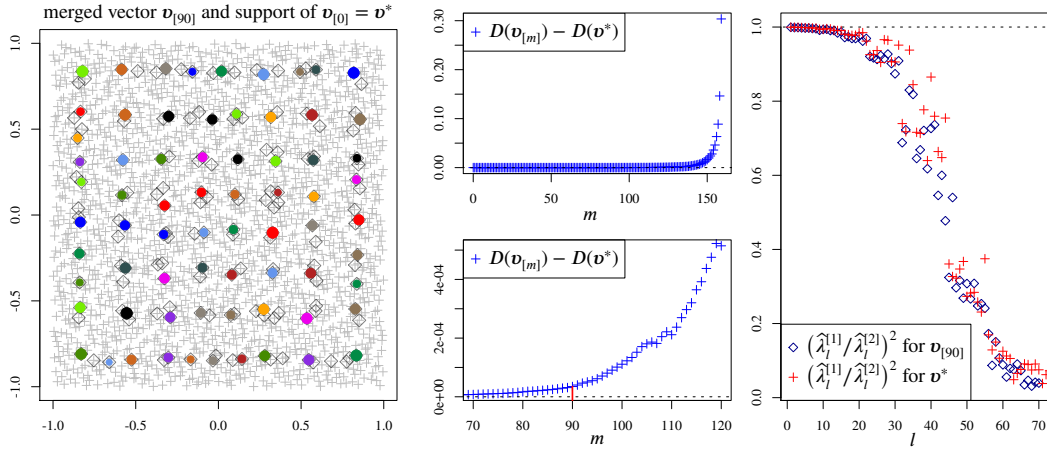 merged vector 𝝊[90] and support of 𝝊[0] = 𝝊*
1.0
0.5
0.0
-0.5
-1.0
-1.0 -0.5 0.0 0.5 1.0
D(𝝊[m]) − D(𝝊*)
0.30
0.20
0.10
0.00
0 50 100 150
m
D(𝝊[m]) − D(𝝊*)
4e-04
2e-04
0e+00
70 80 90 100 110 120
m
1.0
0.8
0.6
0.4
0.2
0.0
(λ̂l[1]/λ̂l[2])2 for 𝝊[90]
(λ̂l[1]/λ̂l[2])2 for 𝝊*
0 10 20 30 40 50 60 70
l